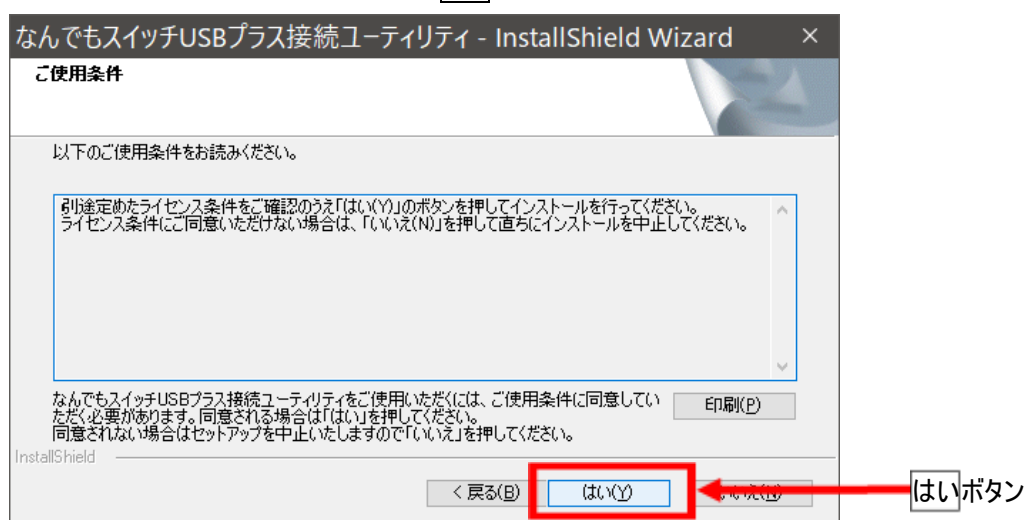 なんでもスイッチUSBプラス接続ユーティリティ - InstallShield Wizard
ご使用条件
以下のご使用条件をお読みください。
別途定めたライセンス条件をご確認のうえ「はい(Y)」のボタンを押してインストールを行ってください。
ライセンス条件にご同意いただけない場合は、「いいえ(N)」を押して直ちにインストールを中止してください。
なんでもスイッチUSBプラス接続ユーティリティをご使用いただくには、ご使用条件に同意してい
ただく必要があります。同意される場合は「はい」を押してください。
同意されない場合はセットアップを中止いたしますので「いいえ」を押してください。
印刷(P)
InstallShield
< 戻る(B)
はい(Y)
いいえ(N)
はいボタン